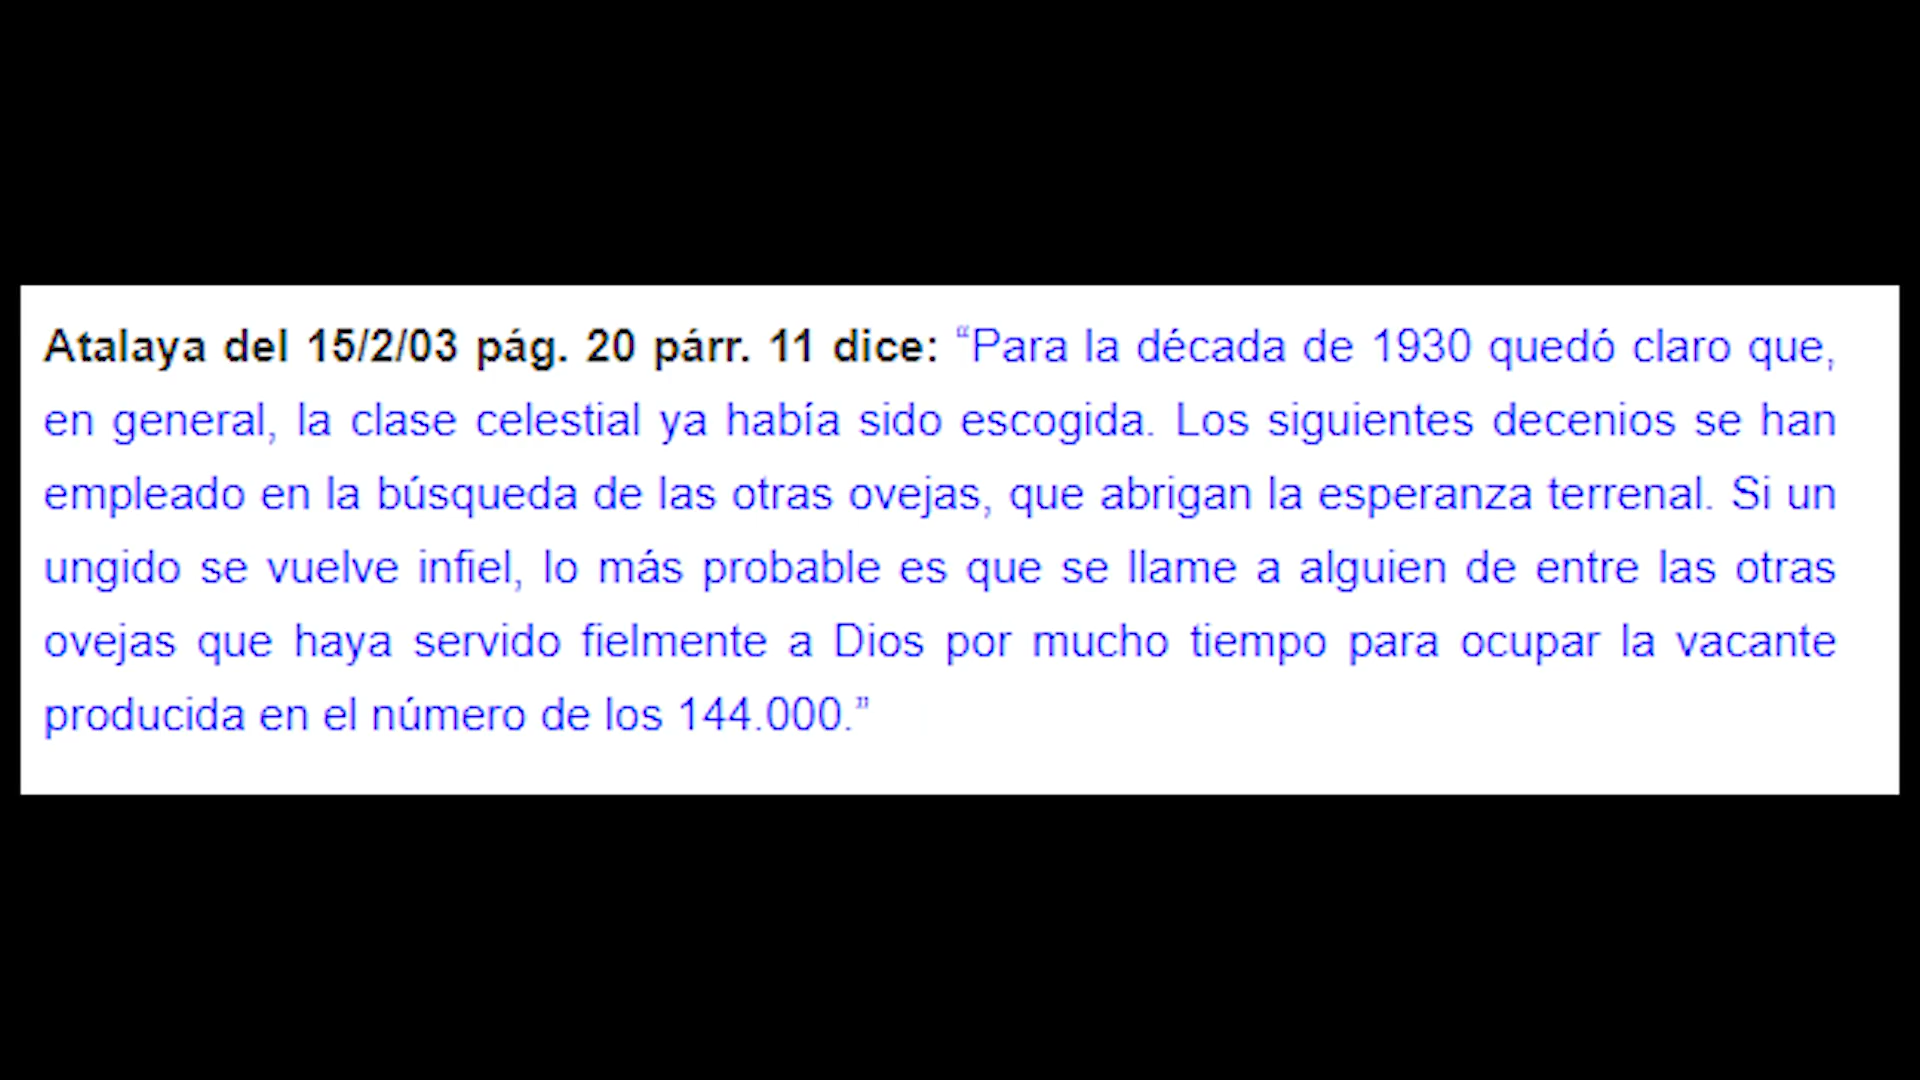 Atalaya del 15/2/03 pág. 20 párr. 11 dice: “Para la década de 1930 quedó claro que,
en general, la clase celestial ya había sido escogida. Los siguientes decenios se han
empleado en la búsqueda de las otras ovejas, que abrigan la esperanza terrenal. Si un
ungido se vuelve infiel, lo más probable es que se llame a alguien de entre las otras
ovejas que haya servido fielmente a Dios por mucho tiempo para ocupar la vacante
producida en el número de los 144.000.”